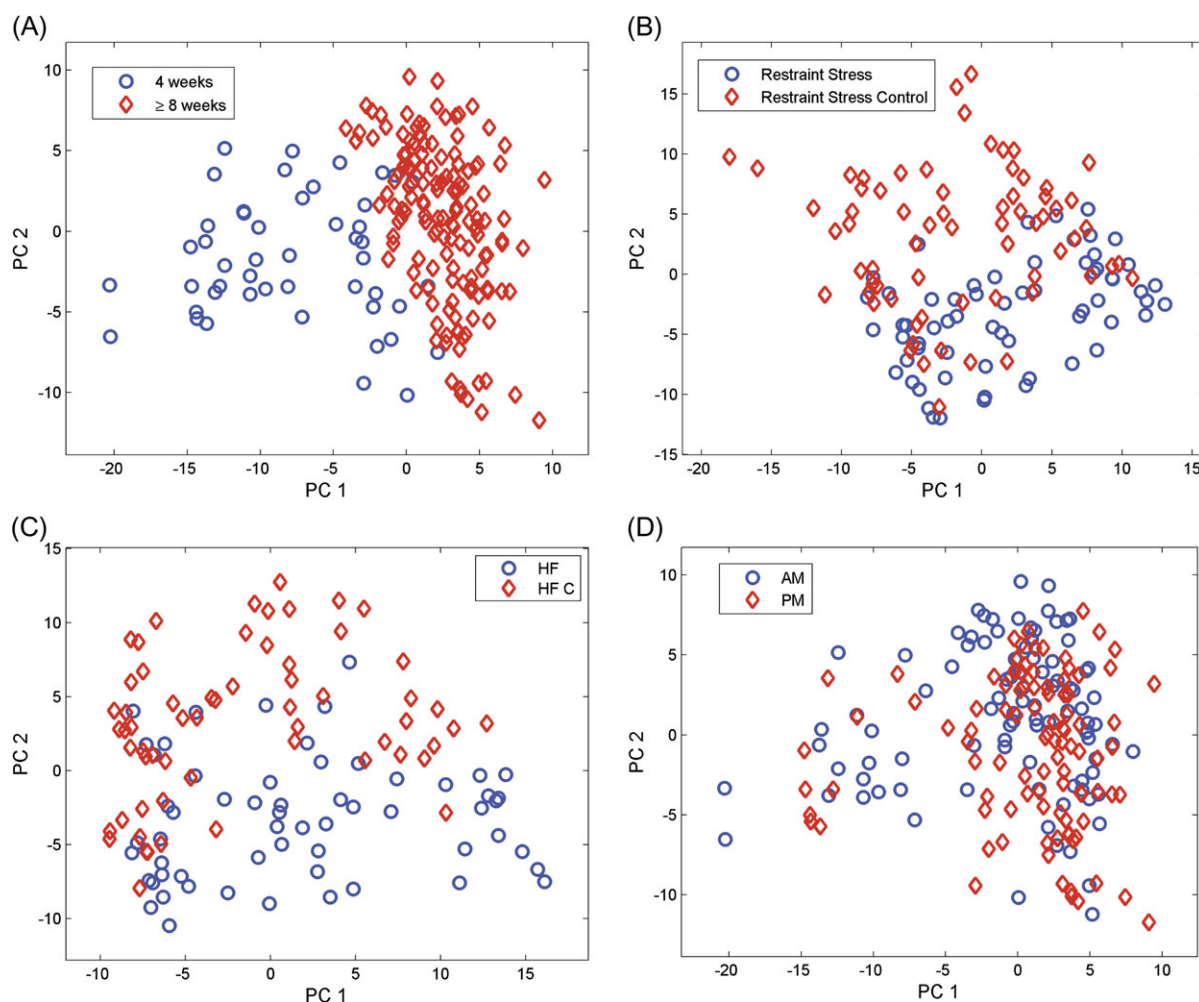 (A)
4 weeks
≥ 8 weeks
10
5
0
-5
-10
PC 2
-20 -15 -10 -5 0 5 10
PC 1
(B)
Restraint Stress
Restraint Stress Control
15
10
5
0
-5
-10
-15
PC 2
-20 -15 -10 -5 0 5 10 15
PC 1
(C)
HF
HF C
15
10
5
0
-5
-10
PC 2
-10 -5 0 5 10 15
PC 1
(D)
AM
PM
10
5
0
-5
-10
PC 2
-20 -15 -10 -5 0 5 10
PC 1